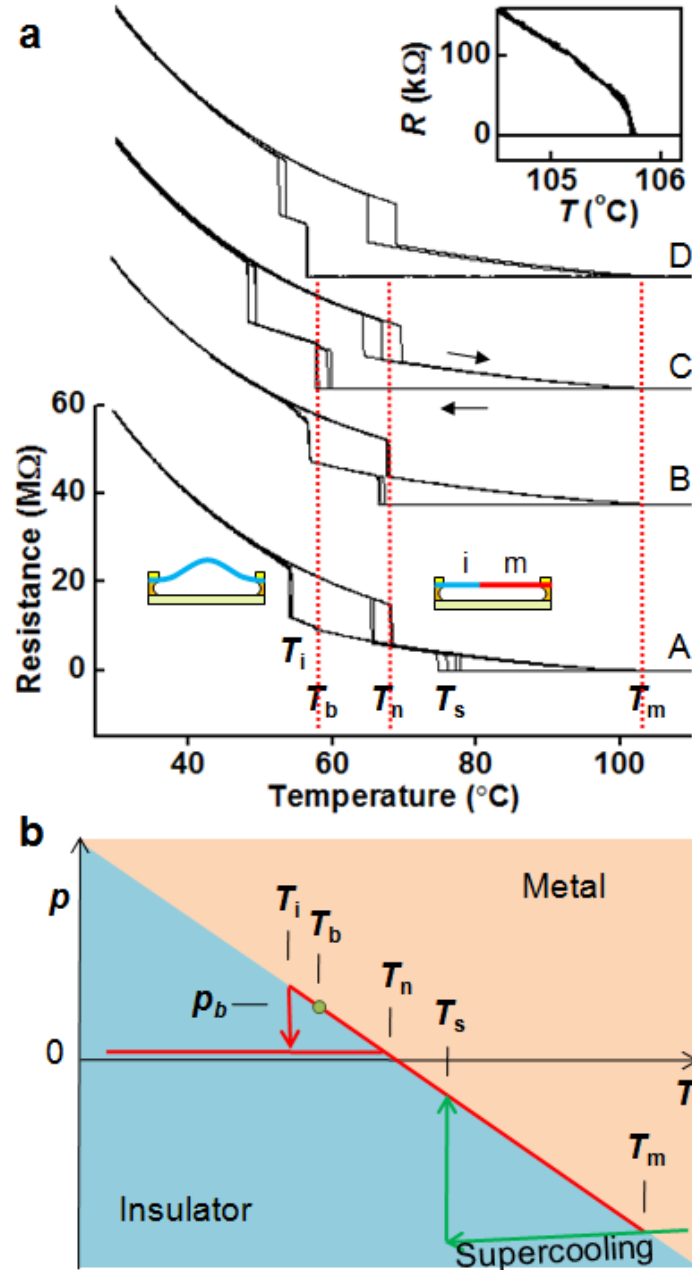 a
R (kΩ)
100
0
105 106
T (°C)
D
C
B
A
Resistance (MΩ)
60
40
20
0
i m
Ti
Tb Tn Ts Tm
40 60 80 100
Temperature (°C)
b
p
Metal
Ti
Tb
Tn
pb
Ts
0
T
Tm
Insulator
Supercooling